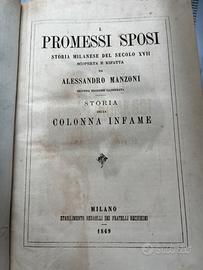 I
PROMESSI SPOSI
STORIA MILANESE DEL SECOLO XVII
SCOPERTA E RIFATTA
DA
ALESSANDRO MANZONI
SECONDA EDIZIONE ILLUSTRATA
STORIA
DELLA
COLONNA INFAME
MILANO
STABILIMENTO REDAELLI DEI FRATELLI RECHIEDEI
1869
subito